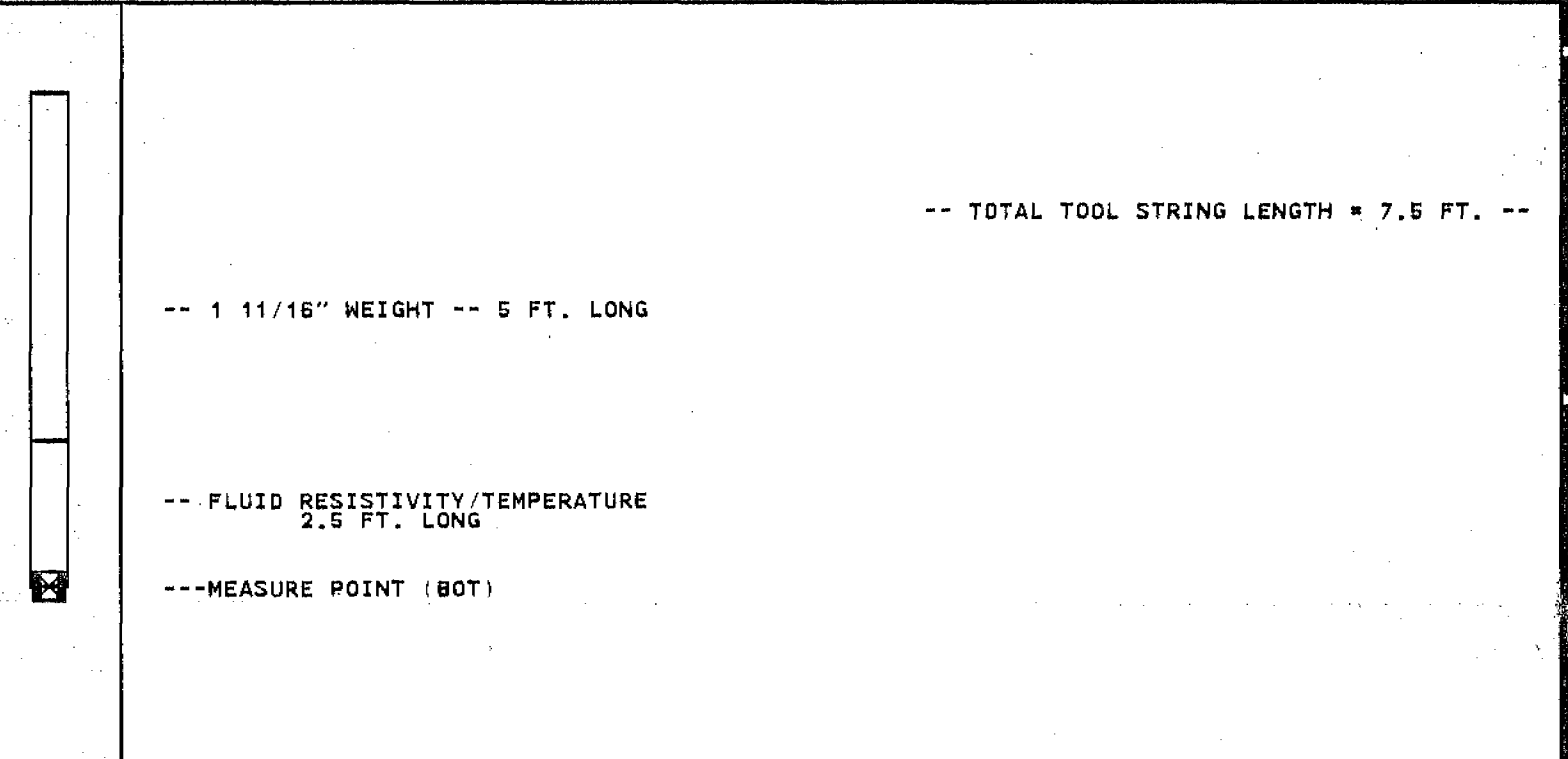 -- TOTAL TOOL STRING LENGTH = 7.5 FT. --
-- 1 11/16" WEIGHT -- 5 FT. LONG
-- FLUID RESISTIVITY/TEMPERATURE
2.5 FT. LONG
---MEASURE POINT (BOT)